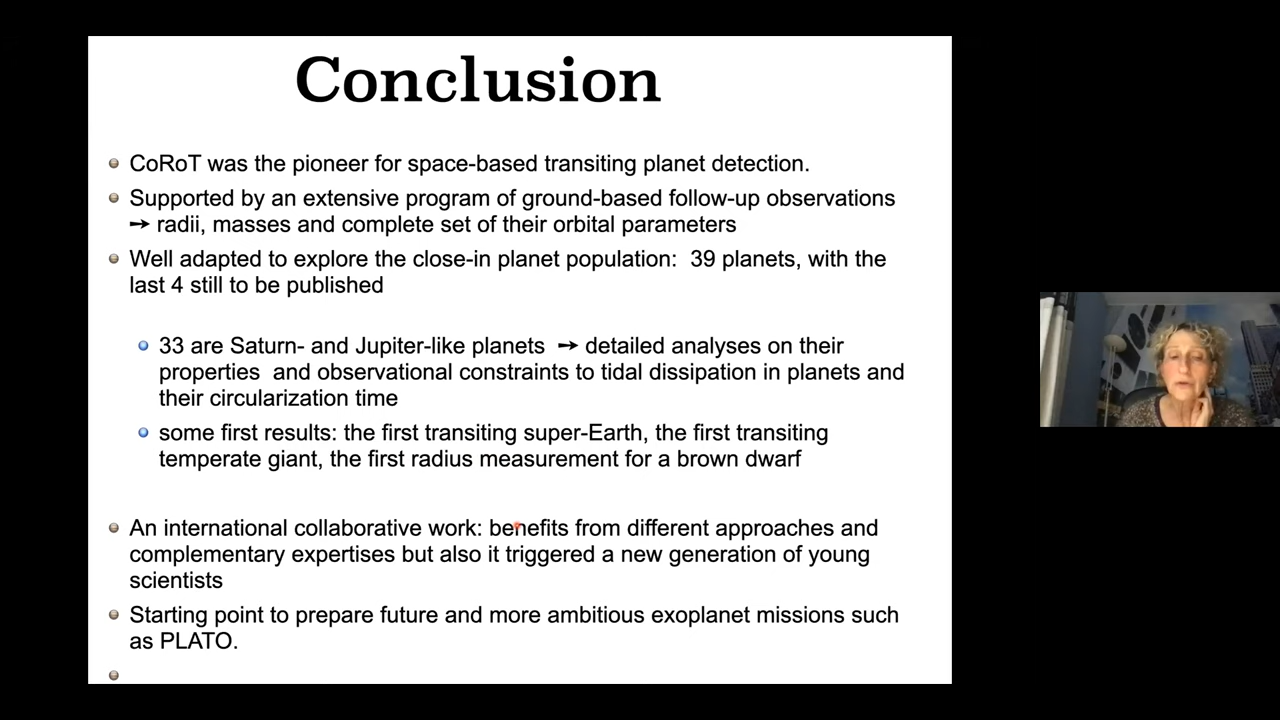 Conclusion
CoRoT was the pioneer for space-based transiting planet detection.
Supported by an extensive program of ground-based follow-up observations
➙ radii, masses and complete set of their orbital parameters
Well adapted to explore the close-in planet population:  39 planets, with the
last 4 still to be published
33 are Saturn- and Jupiter-like planets  ➙ detailed analyses on their
properties  and observational constraints to tidal dissipation in planets and
their circularization time
some first results: the first transiting super-Earth, the first transiting
temperate giant, the first radius measurement for a brown dwarf
An international collaborative work: benefits from different approaches and
complementary expertises but also it triggered a new generation of young
scientists
Starting point to prepare future and more ambitious exoplanet missions such
as PLATO.